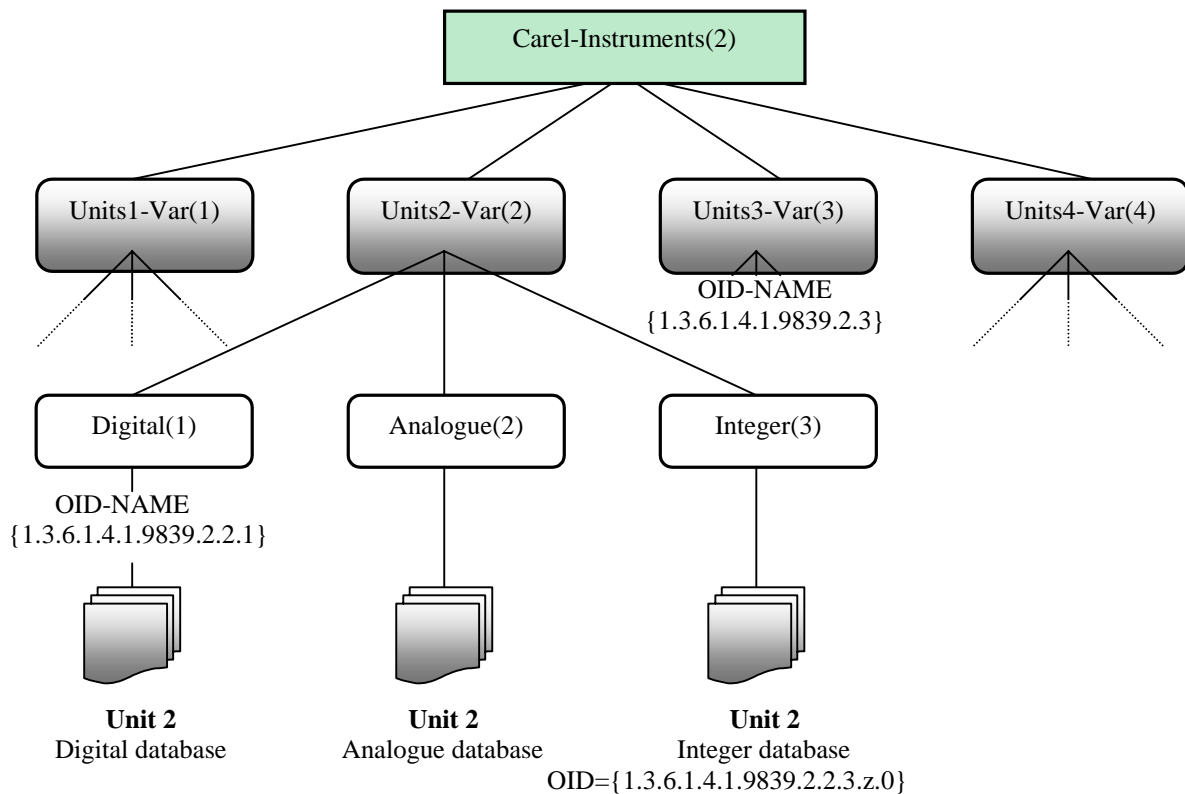 Carel-Instruments(2)
Units1-Var(1)
Units2-Var(2)
Units3-Var(3)
Units4-Var(4)
OID-NAME
{1.3.6.1.4.1.9839.2.3}
Digital(1)
Analogue(2)
Integer(3)
OID-NAME
{1.3.6.1.4.1.9839.2.2.1}
Unit 2
Digital database
Unit 2
Analogue database
Unit 2
Integer database
OID={1.3.6.1.4.1.9839.2.2.3.z.0}